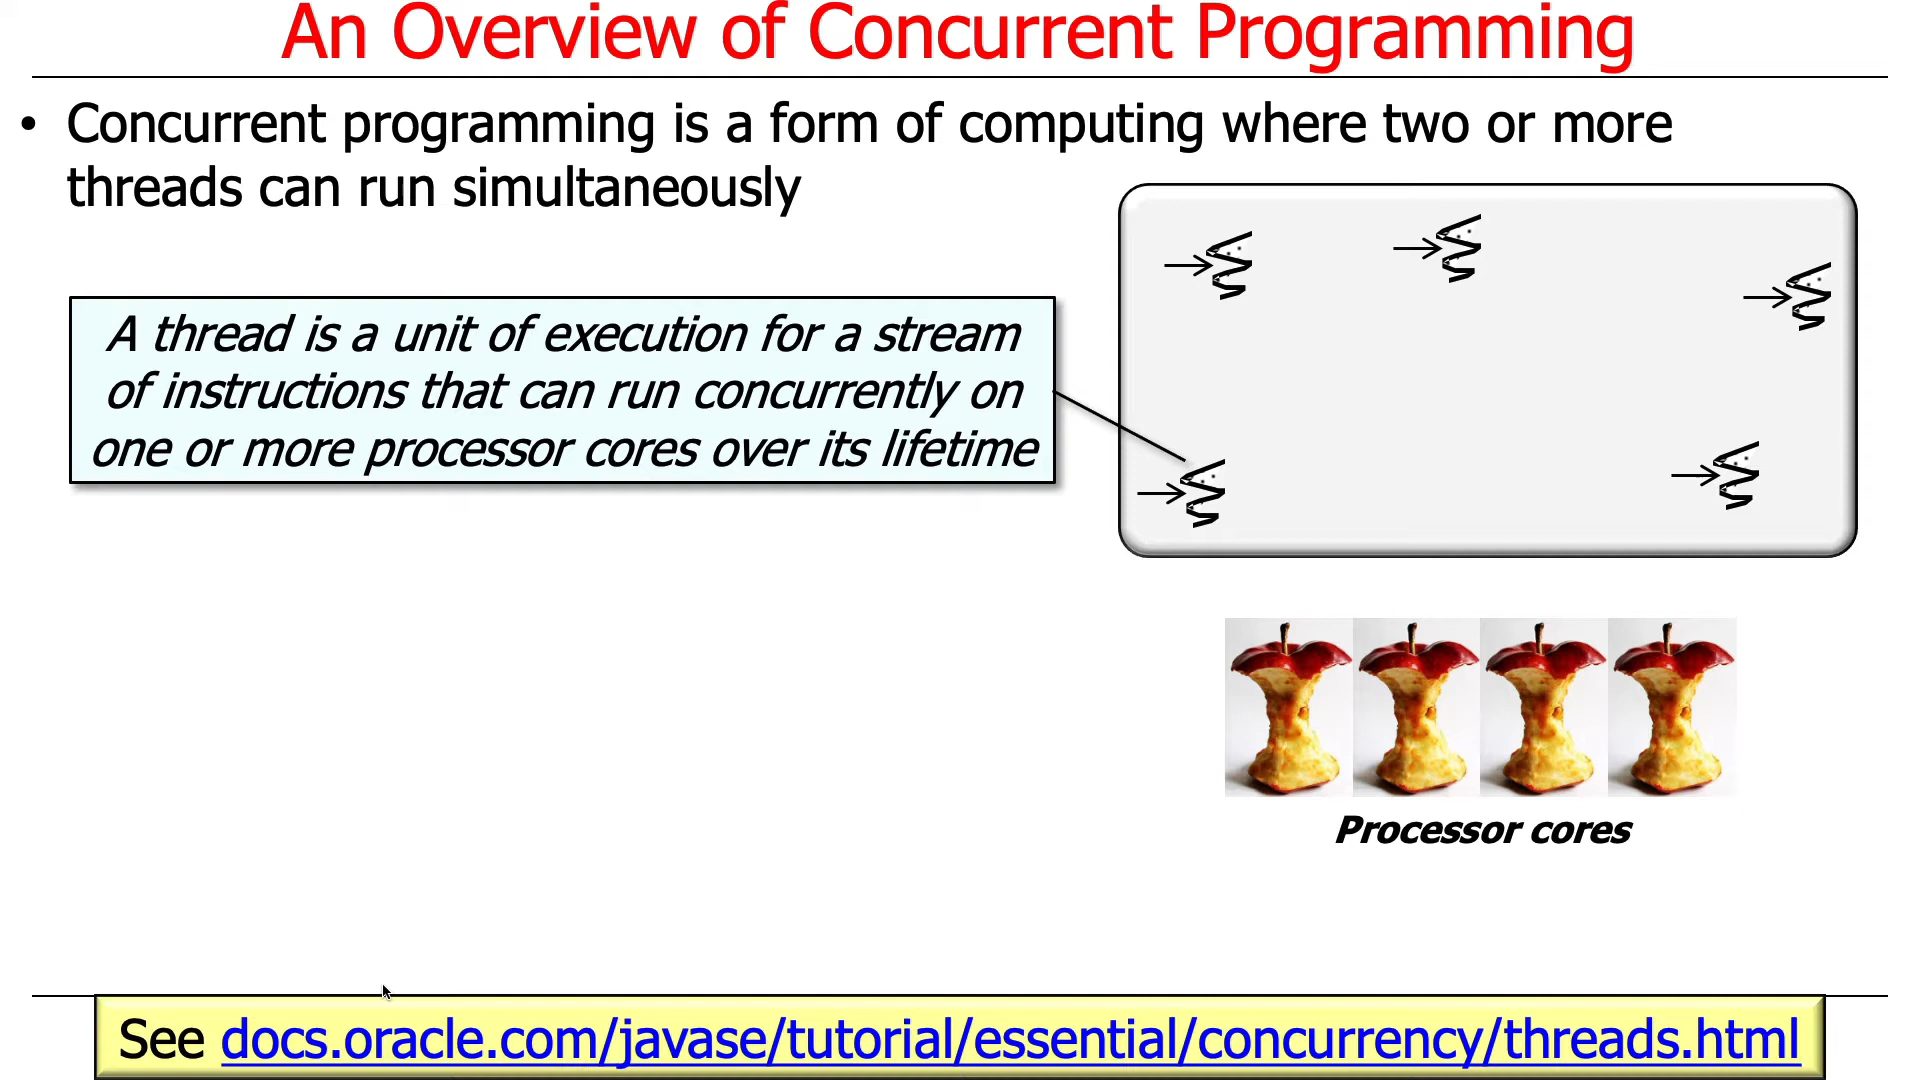 An Overview of Concurrent Programming
• Concurrent programming is a form of computing where two or more
threads can run simultaneously
A thread is a unit of execution for a stream
of instructions that can run concurrently on
one or more processor cores over its lifetime
Processor cores
See docs.oracle.com/javase/tutorial/essential/concurrency/threads.html